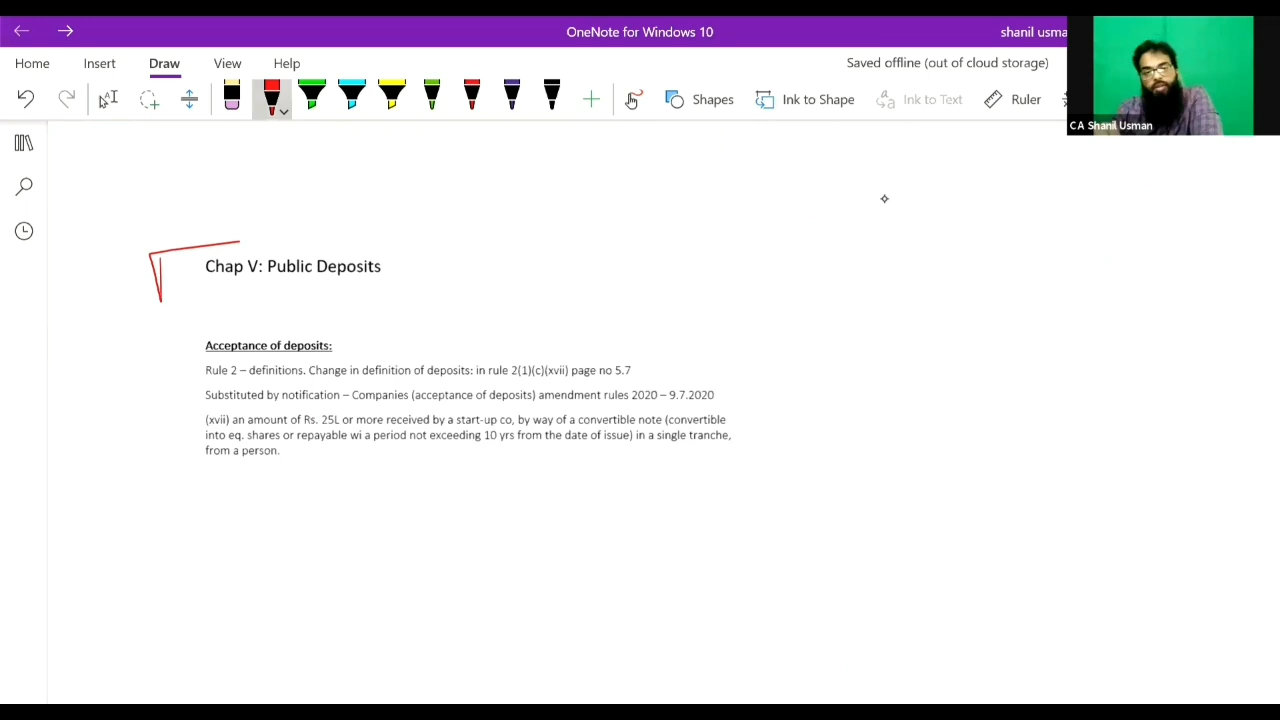 OneNote for Windows 10
shanil usma
Home
Insert
Draw
View
Help
Saved offline (out of cloud storage)
Shapes
Ink to Shape
Ink to Text
Ruler
CA Shanil Usman
Chap V: Public Deposits
Acceptance of deposits:
Rule 2 – definitions. Change in definition of deposits: in rule 2(1)(c)(xvii) page no 5.7
Substituted by notification – Companies (acceptance of deposits) amendment rules 2020 – 9.7.2020
(xvii) an amount of Rs. 25L or more received by a start-up co, by way of a convertible note (convertible
into eq. shares or repayable wi a period not exceeding 10 yrs from the date of issue) in a single tranche,
from a person.